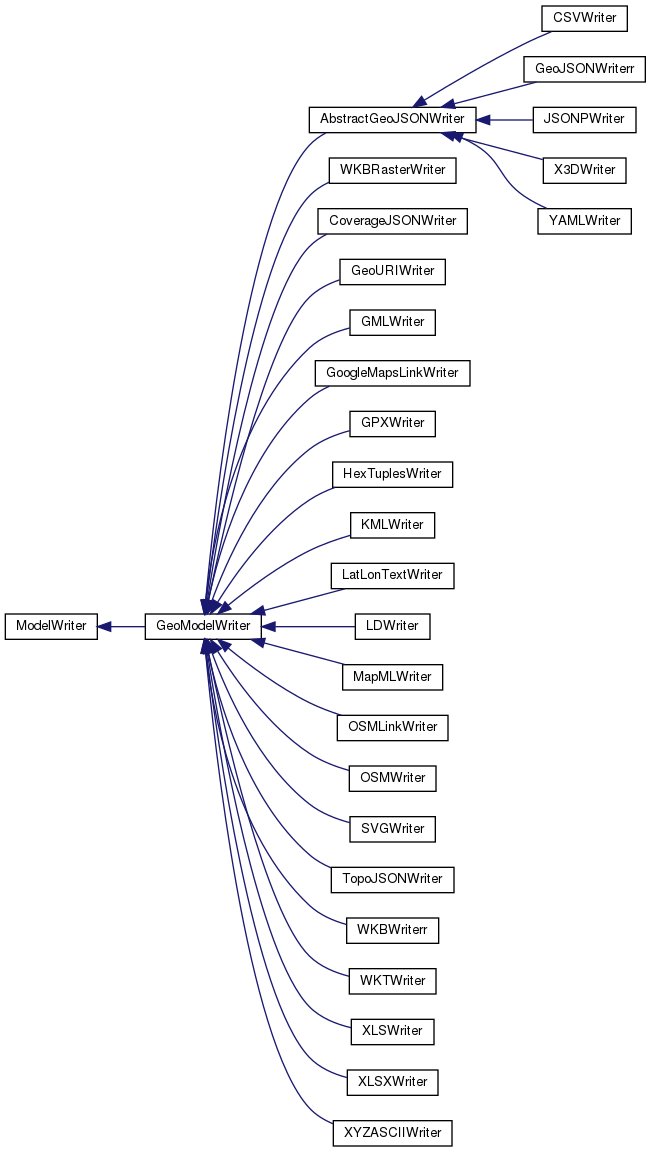 CSVWriter
GeoJSONWriterr
AbstractGeoJSONWriter
JSONPWriter
WKBRasterWriter
X3DWriter
CoverageJSONWriter
YAMLWriter
GeoURIWriter
GMLWriter
GoogleMapsLinkWriter
GPXWriter
HexTuplesWriter
KMLWriter
LatLonTextWriter
ModelWriter
GeoModelWriter
LDWriter
MapMLWriter
OSMLinkWriter
OSMWriter
SVGWriter
TopoJSONWriter
WKBWriterr
WKTWriter
XLSWriter
XLSXWriter
XYZASCIIWriter